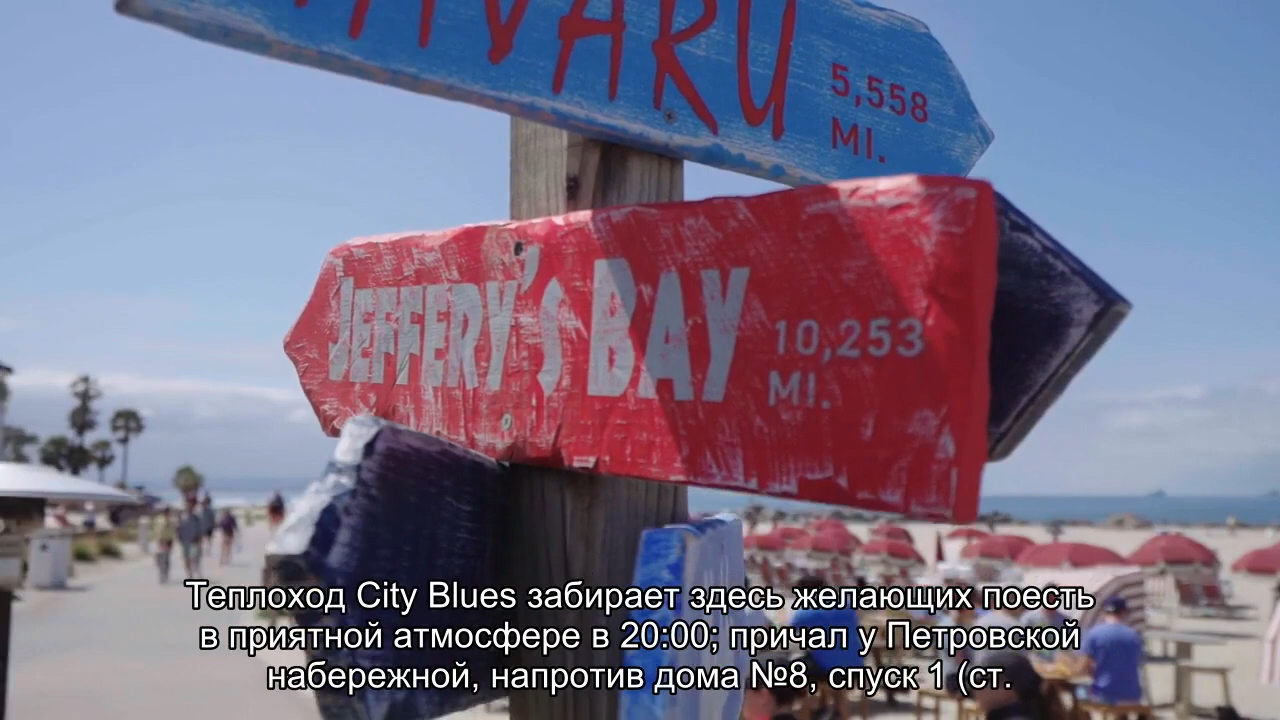 5,558
MI.
JEFFERY'S BAY
10,253
MI.
Теплоход City Blues забирает здесь желающих поесть
в приятной атмосфере в 20:00; причал у Петровской
набережной, напротив дома №8, спуск 1 (ст.